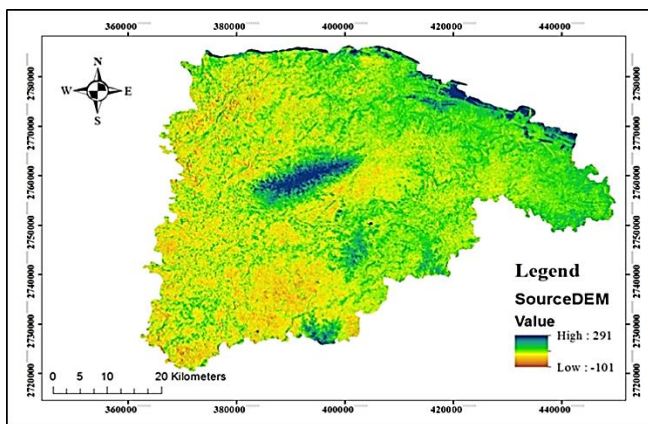 360000 380000 400000 420000 440000
N
W E
S
2780000 2780000
2770000 2770000
2760000 2760000
2750000 2750000
2740000 2740000
2730000 2730000
2720000 2720000
Legend
SourceDEM
Value
High : 291
Low : -101
0 5 10 20 Kilometers
360000 380000 400000 420000 440000